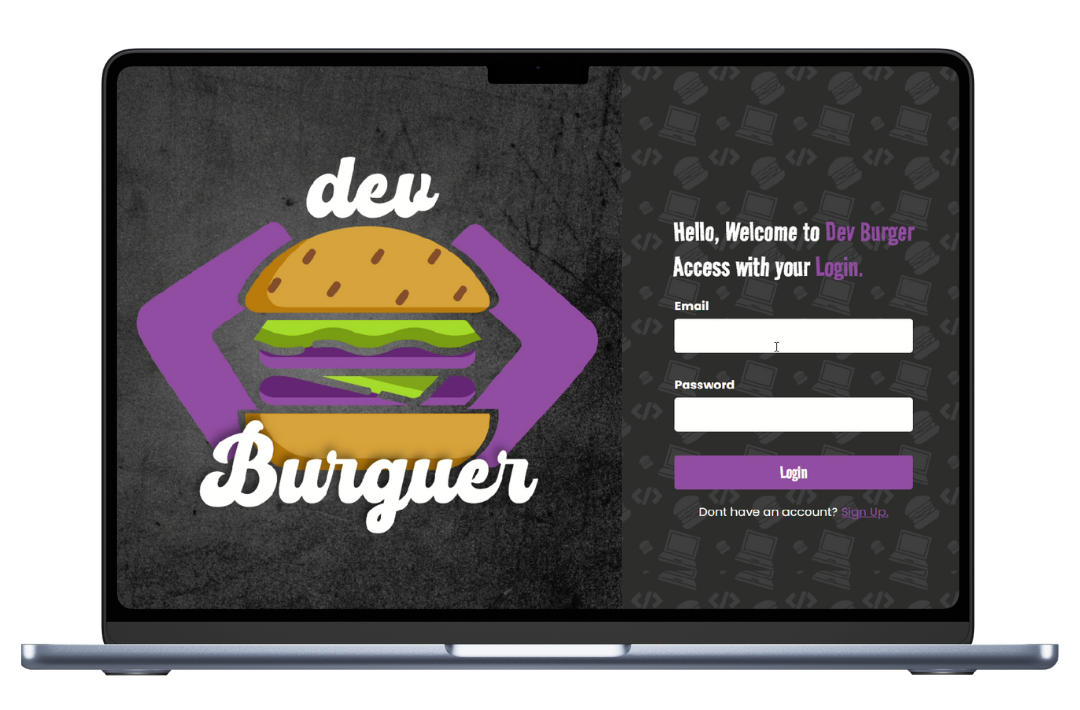 dev
Burguer
Hello, Welcome to Dev Burger
Access with your Login.
Email
Password
Login
Dont have an account? Sign Up.